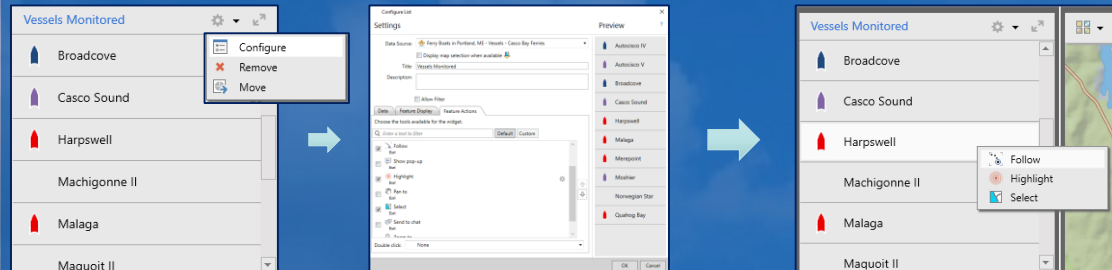 Vessels Monitored
Configure
Remove
Move
Broadcove
Casco Sound
Harpswell
Machigonne II
Malaga
Maquoit II
Configure List
Settings
Data Source:
Ferry Boats in Portland, ME - Vessels - Casco Bay Ferries
Display map selection when available
Title:
Vessels Monitored
Description:
Allow Filter
Data
Feature Display
Feature Actions
Choose the tools available for the widget.
Enter a text to filter
Default
Custom
Follow
Show pop-up
Highlight
Pan to
Select
Send to chat
Double click:
None
OK
Cancel
Preview
?
Autocisco IV
Autocisco V
Broadcove
Casco Sound
Harpswell
Malaga
Merepoint
Moshier
Norwegian Star
Quahog Bay
Vessels Monitored
Broadcove
Casco Sound
Harpswell
Machigonne II
Malaga
Maquoit II
Follow
Highlight
Select